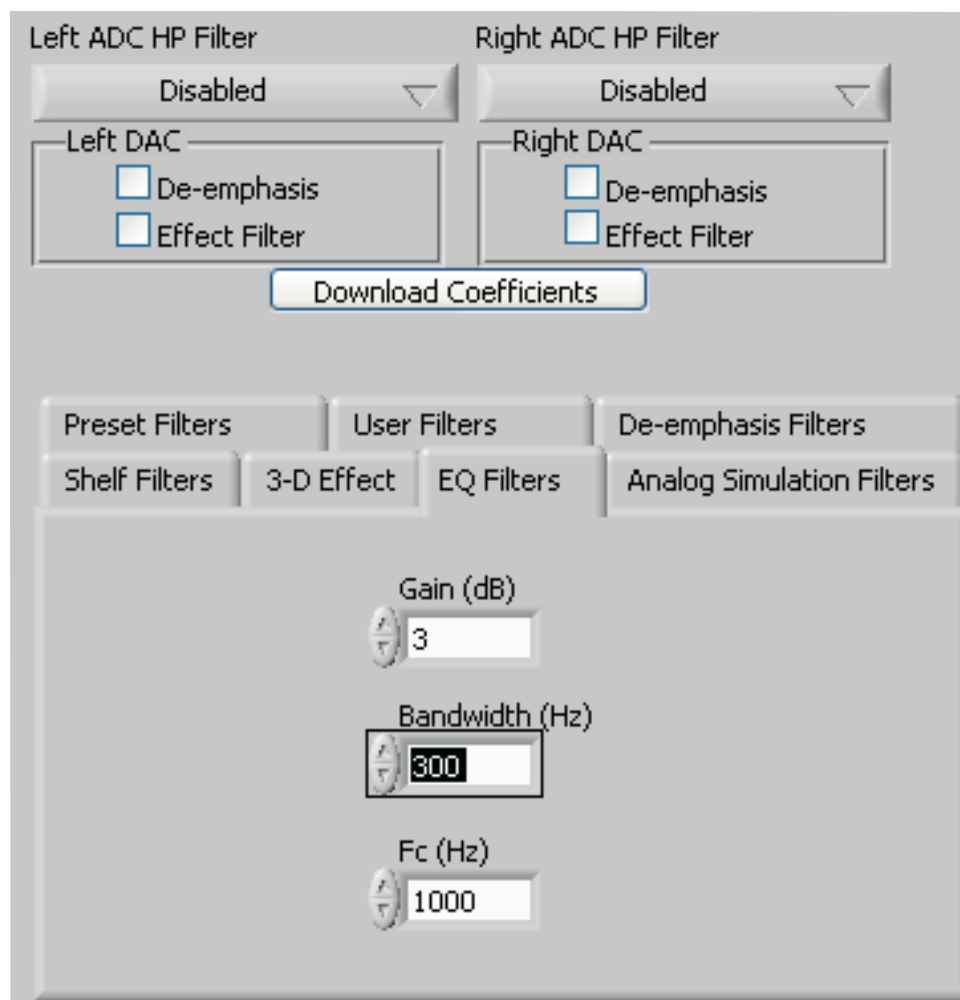 Left ADC HP Filter
Right ADC HP Filter
Disabled
Disabled
Left DAC
De-emphasis
Effect Filter
Right DAC
De-emphasis
Effect Filter
Download Coefficients
Preset Filters
User Filters
De-emphasis Filters
Shelf Filters
3-D Effect
EQ Filters
Analog Simulation Filters
Gain (dB)
3
Bandwidth (Hz)
300
Fc (Hz)
1000